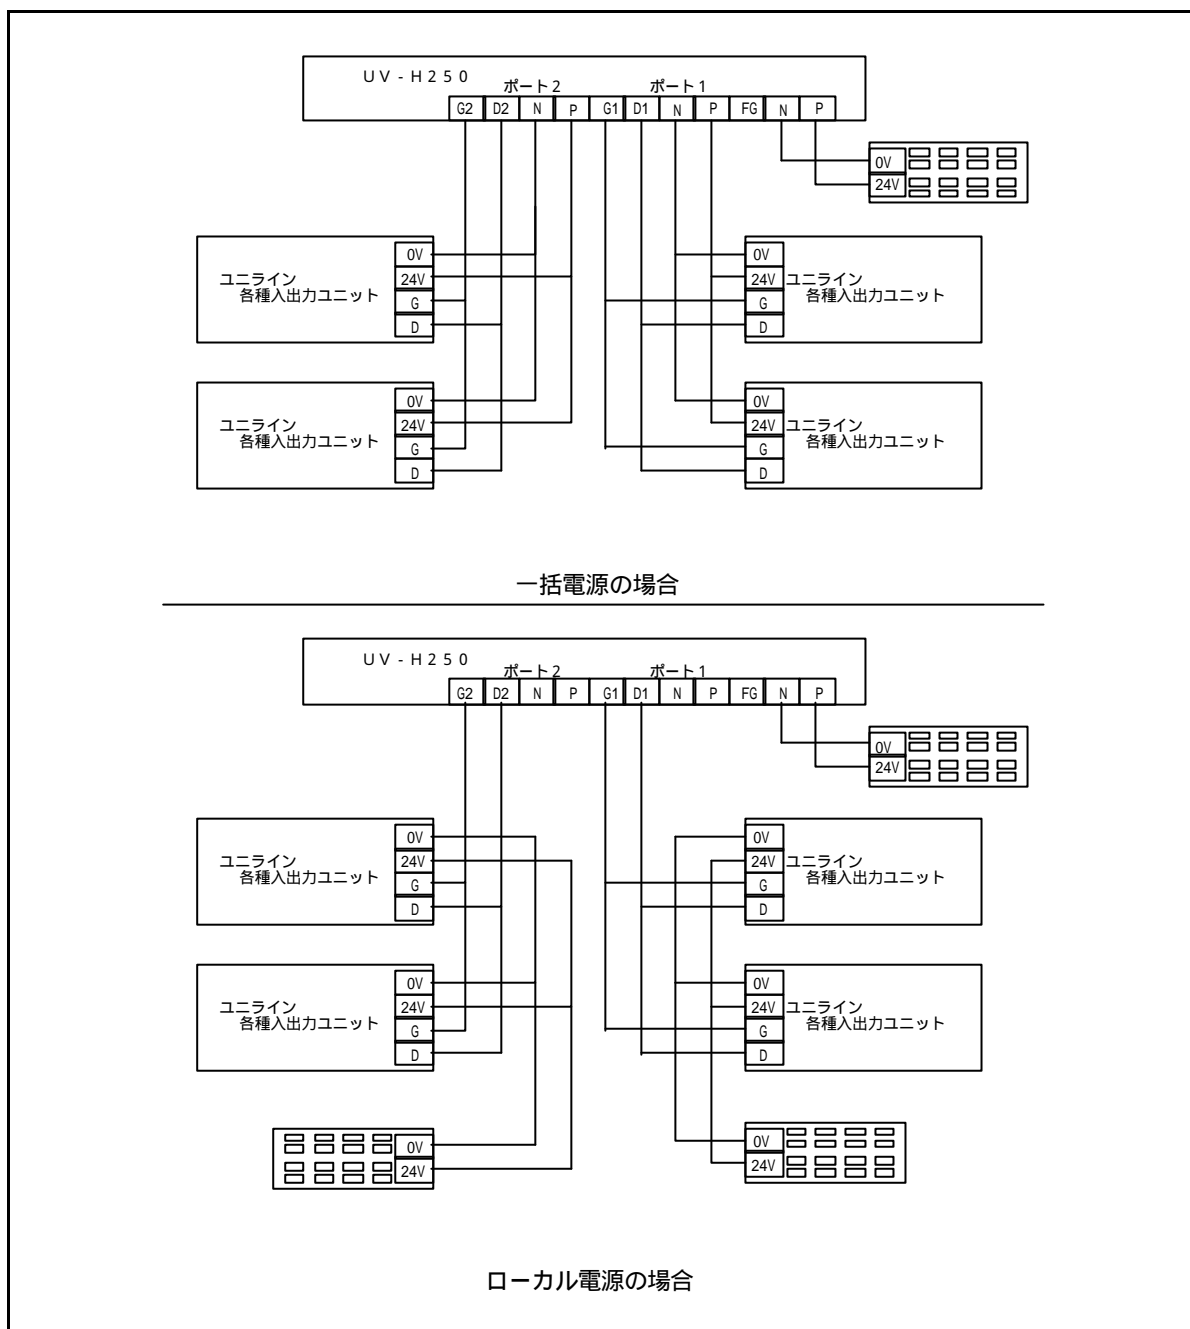 UV-H250
ポート2 ポート1
G2 D2 N P G1 D1 N P FG N P
0V
24V
0V
24V
G
D
ユニライン
各種入出力ユニット
0V
24V
G
D
ユニライン
各種入出力ユニット
0V
24V
G
D
ユニライン
各種入出力ユニット
0V
24V
G
D
ユニライン
各種入出力ユニット
一括電源の場合
UV-H250
ポート2 ポート1
G2 D2 N P G1 D1 N P FG N P
0V
24V
0V
24V
G
D
ユニライン
各種入出力ユニット
0V
24V
G
D
ユニライン
各種入出力ユニット
0V
24V
G
D
ユニライン
各種入出力ユニット
0V
24V
G
D
ユニライン
各種入出力ユニット
0V
24V
0V
24V
ローカル電源の場合